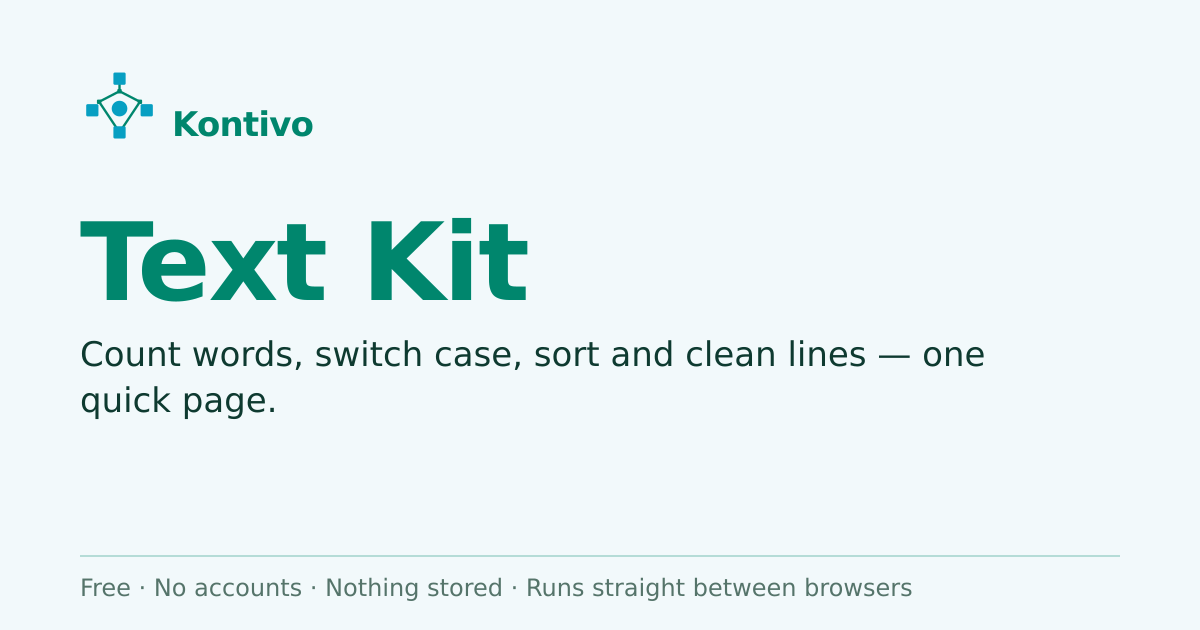 Kontivo
Text Kit
Count words, switch case, sort and clean lines — one
quick page.
Free · No accounts · Nothing stored · Runs straight between browsers